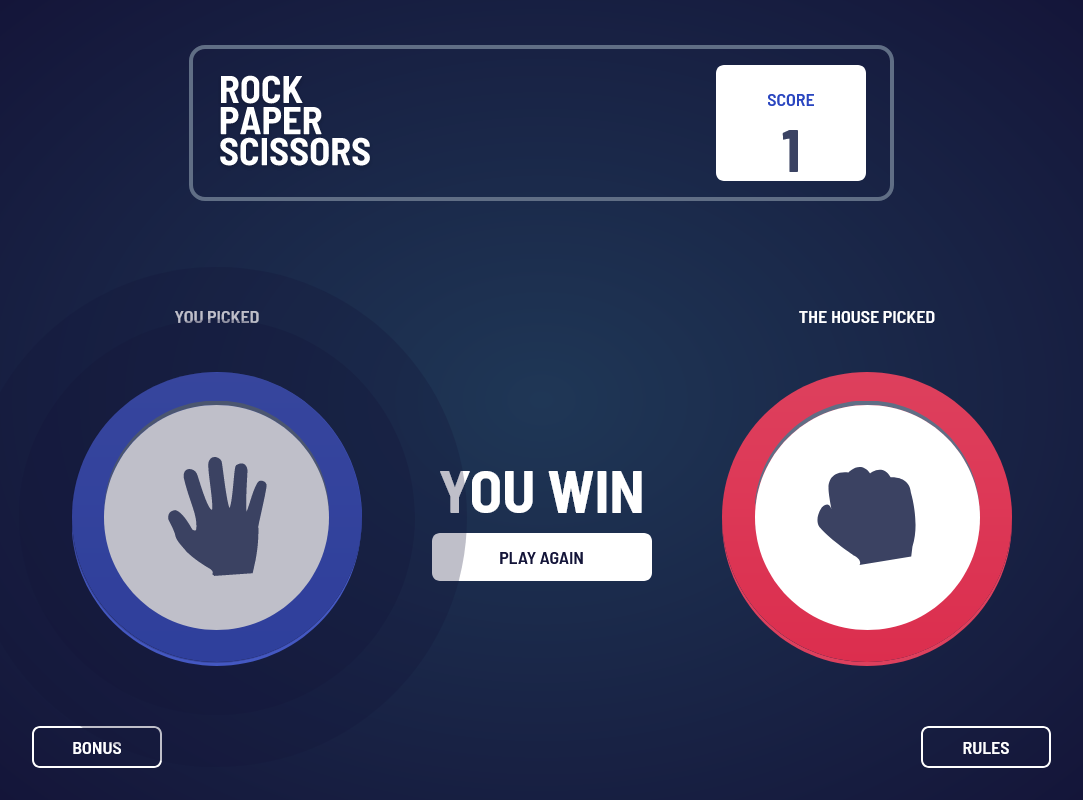 ROCK
PAPER
SCISSORS
SCORE
1
YOU PICKED
THE HOUSE PICKED
YOU WIN
PLAY AGAIN
BONUS
RULES